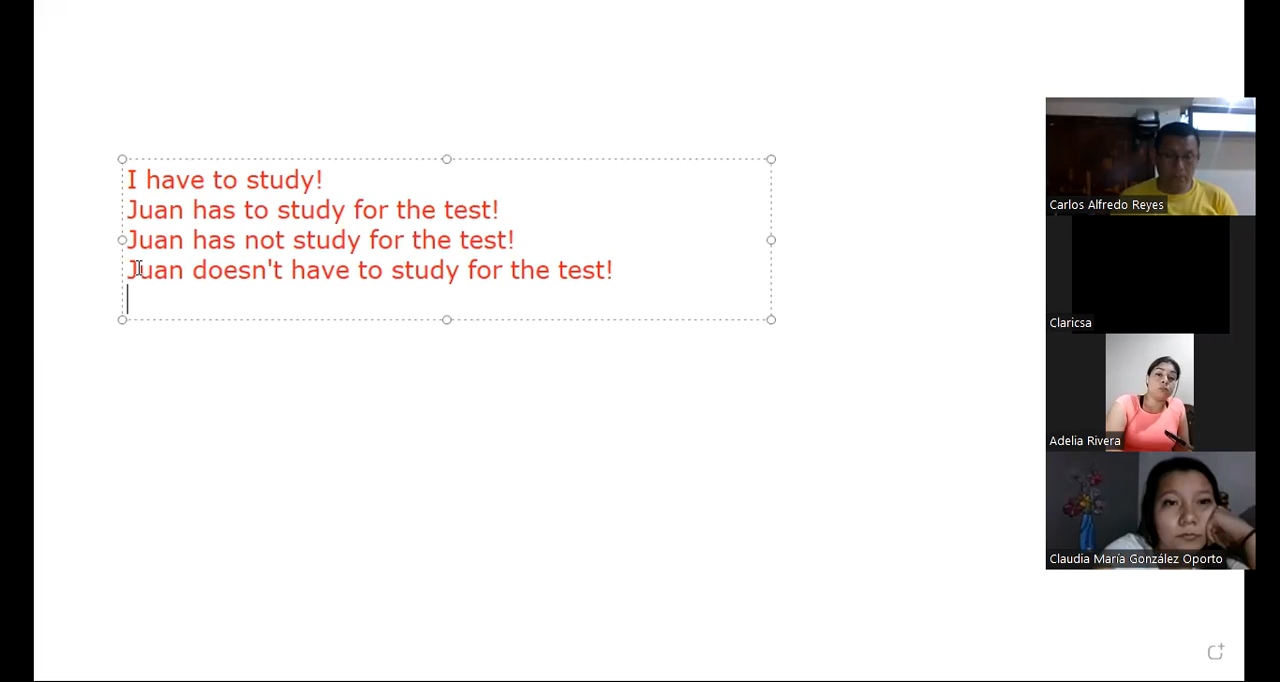 I have to study!
Juan has to study for the test!
Juan has not study for the test!
Juan doesn't have to study for the test!
Carlos Alfredo Reyes
Claricsa
Adelia Rivera
Claudia María González Oporto